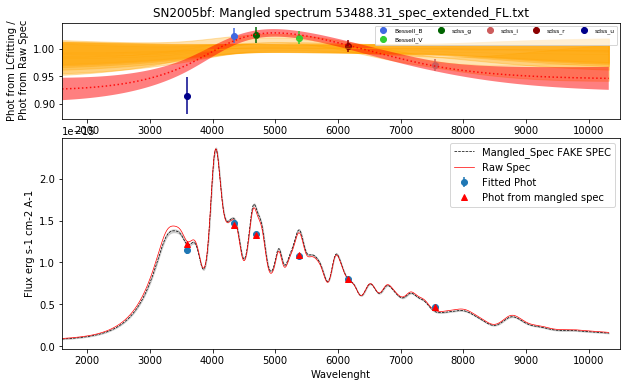 SN2005bf: Mangled spectrum 53488.31_spec_extended_FL.txt
Phot from LCfitting /
Phot from Raw Spec
1.00
0.95
0.90
Bessell_B
Bessell_V
sdss_g
sdss_i
sdss_r
sdss_u
2000 3000 4000 5000 6000 7000 8000 9000 10000
1e−15
Flux erg s-1 cm-2 A-1
2.0
1.5
1.0
0.5
0.0
Mangled_Spec FAKE SPEC
Raw Spec
Fitted Phot
Phot from mangled spec
2000 3000 4000 5000 6000 7000 8000 9000 10000
Wavelenght